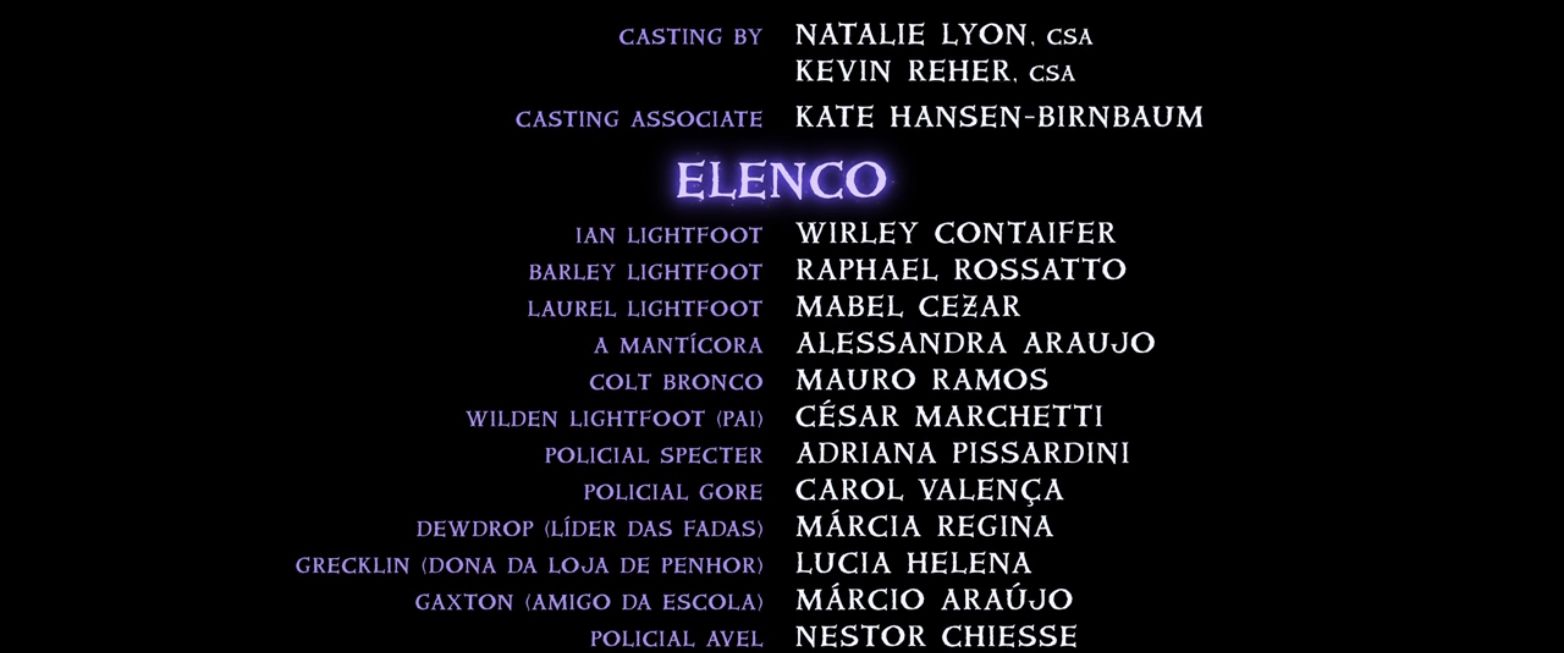 CASTING BY NATALIE LYON, CSA
KEVIN REHER, CSA
CASTING ASSOCIATE KATE HANSEN-BIRNBAUM
ELENCO
IAN LIGHTFOOT WIRLEY CONTAIFER
BARLEY LIGHTFOOT RAPHAEL ROSSATTO
LAUREL LIGHTFOOT MABEL CEZAR
A MANTÍCORA ALESSANDRA ARAUJO
COLT BRONCO MAURO RAMOS
WILDEN LIGHTFOOT (PAI) CÉSAR MARCHETTI
POLICIAL SPECTER ADRIANA PISSARDINI
POLICIAL GORE CAROL VALENÇA
DEWDROP (LÍDER DAS FADAS) MÁRCIA REGINA
GRECKLIN (DONA DA LOJA DE PENHOR) LUCIA HELENA
GAXTON (AMIGO DA ESCOLA) MÁRCIO ARAÚJO
POLICIAL AVEL NESTOR CHIESSE